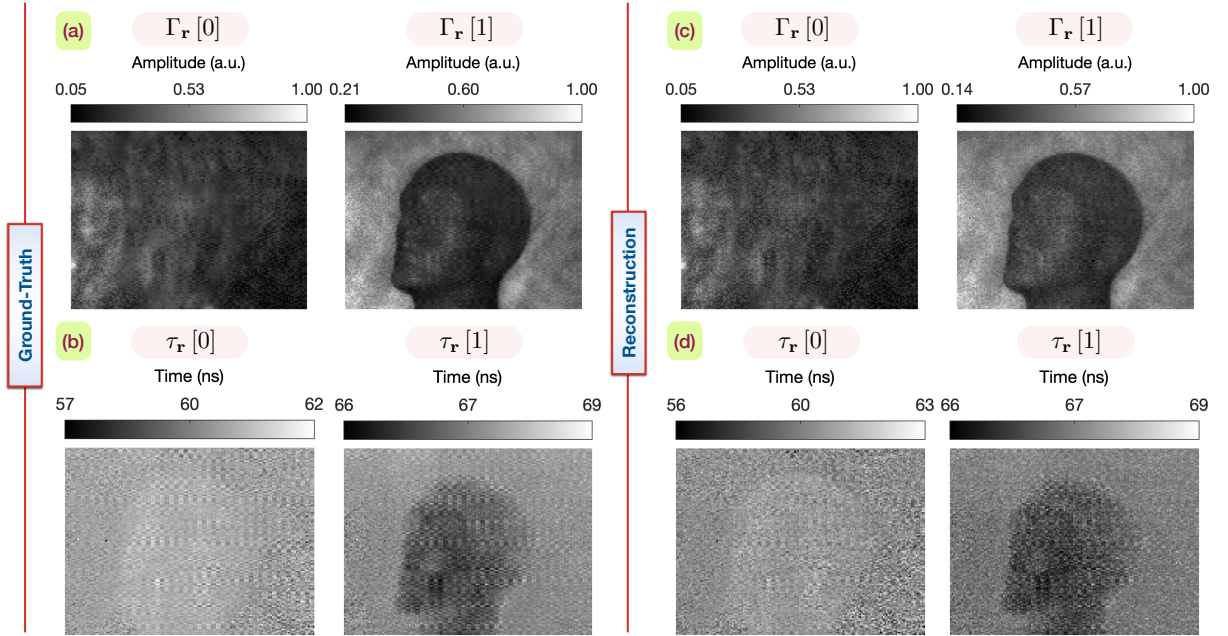 (a)
Γr [0]
Γr [1]
Amplitude (a.u.)
Amplitude (a.u.)
0.05 0.53 1.00
0.21 0.60 1.00
Ground-Truth
(b)
τr [0]
τr [1]
Time (ns)
Time (ns)
57 60 62
66 67 69
(c)
Γr [0]
Γr [1]
Amplitude (a.u.)
Amplitude (a.u.)
0.05 0.53 1.00
0.14 0.57 1.00
Reconstruction
(d)
τr [0]
τr [1]
Time (ns)
Time (ns)
56 60 63
66 67 69